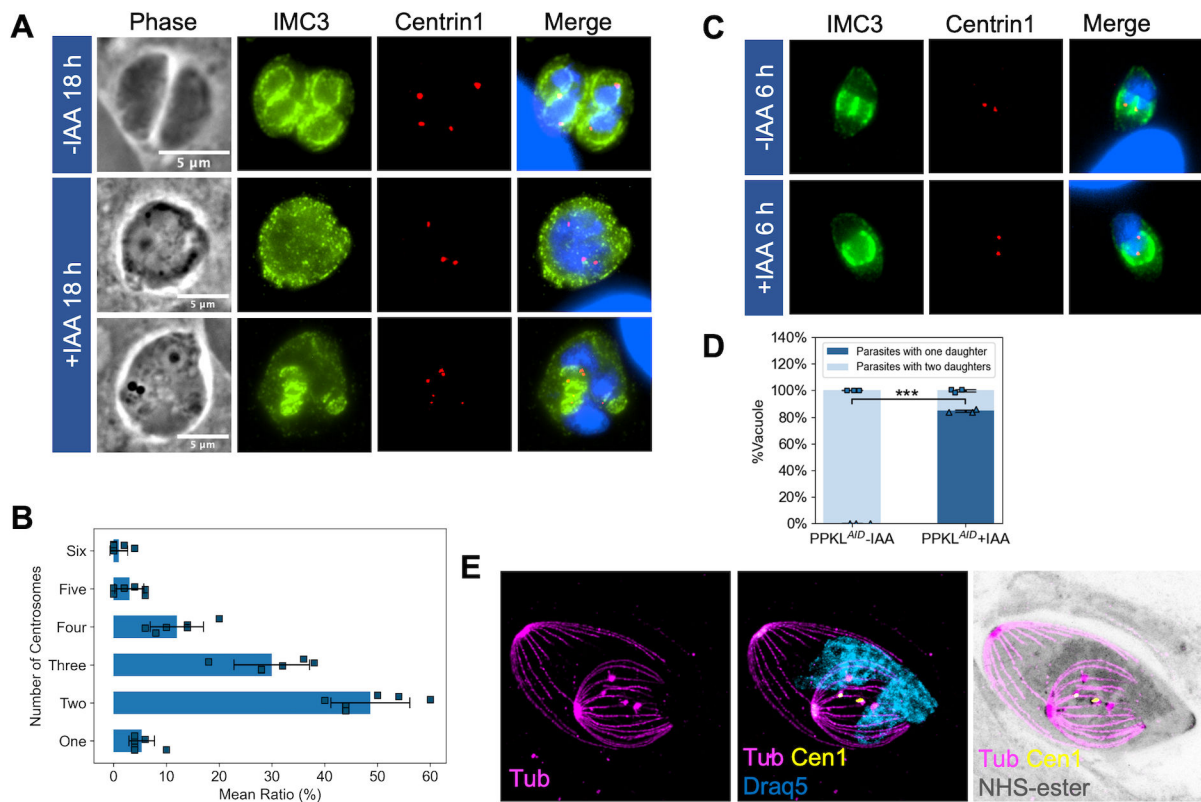 A
Phase
IMC3
Centrin1
Merge
-IAA 18 h
5 µm
+IAA 18 h
5 µm
5 µm
B
Number of Centrosomes
Six
Five
Four
Three
Two
One
0
10
20
30
40
50
60
Mean Ratio (%)
C
IMC3
Centrin1
Merge
-IAA 6 h
+IAA 6 h
D
%Vacuole
140%
120%
100%
80%
60%
40%
20%
0%
Parasites with one daughter
Parasites with two daughters
***
PPKL^AID-IAA
PPKL^AID+IAA
E
Tub
Tub Cen1
Draq5
Tub Cen1
NHS-ester